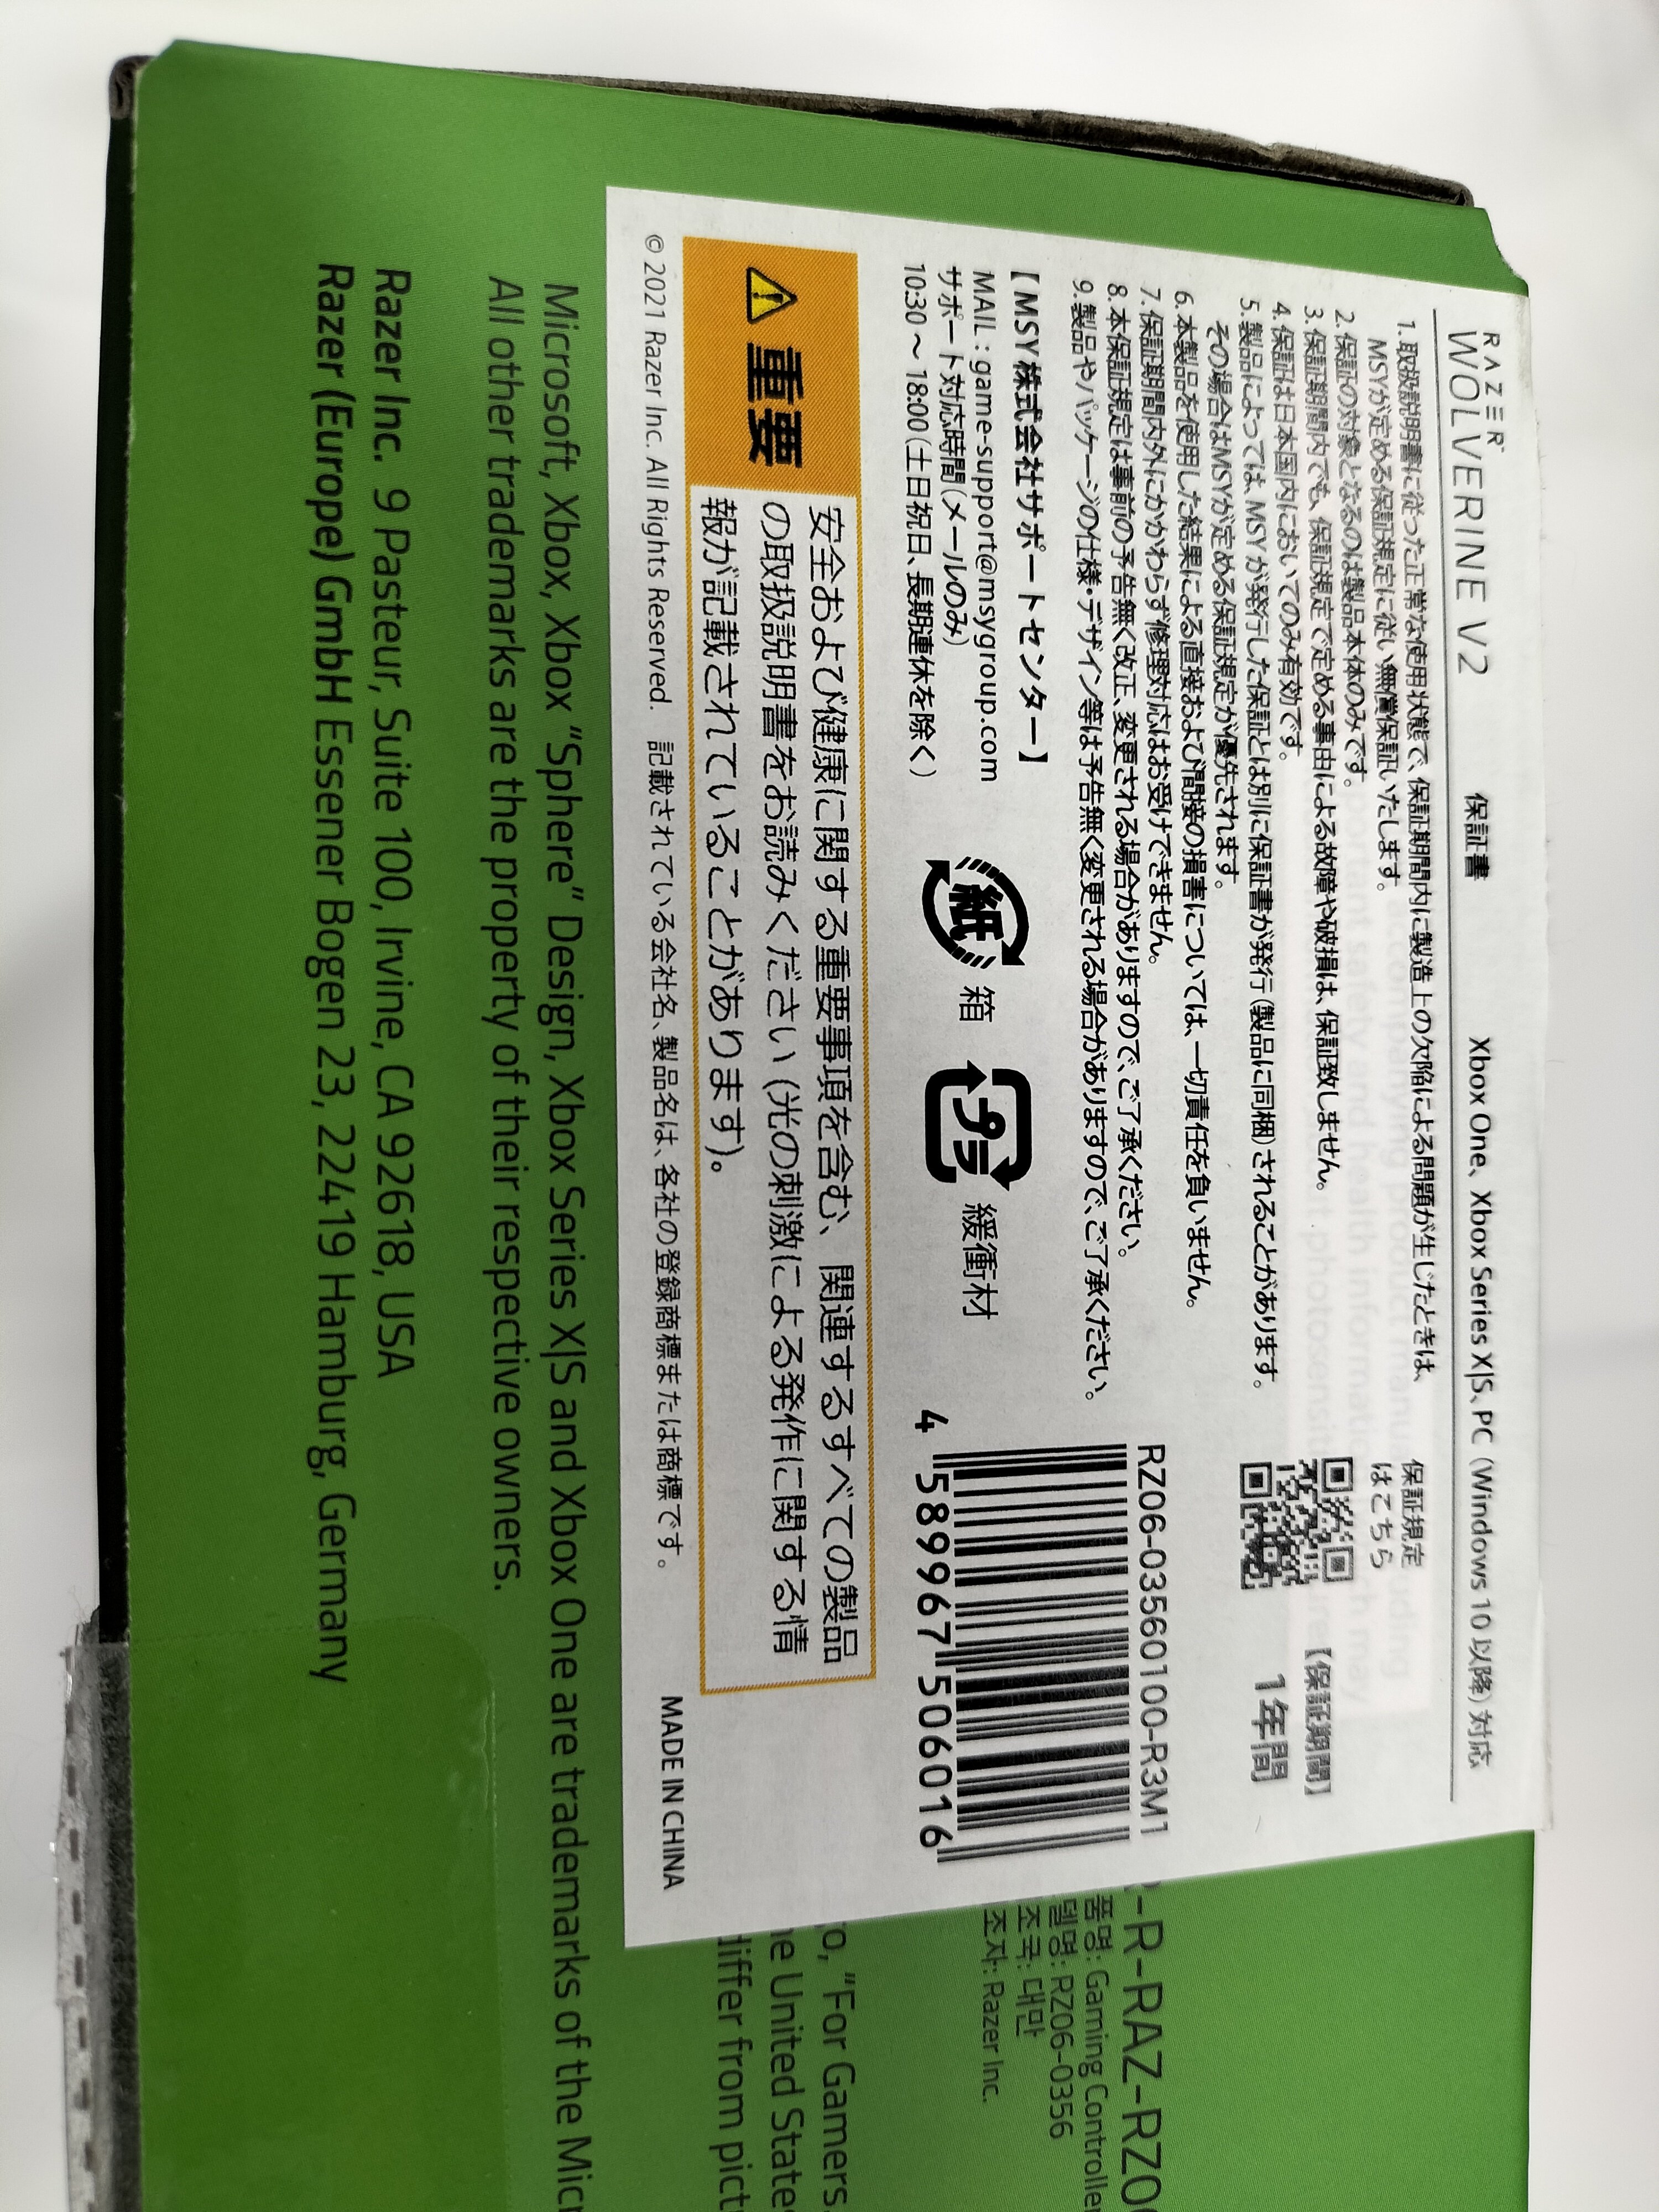 RAZER
WOLVERINE V2 保証書 Xbox One、Xbox Series X|S、PC (Windows 10 以降) 対応
1. 取扱説明書に従った正常な使用状態で、保証期間内に製造上の欠陥による問題が生じたときは、
MSYが定める保証規定に従い無償保証いたします。
2. 保証の対象となるのは製品本体のみです。
3. 保証期間内でも、保証規定で定める事由による故障や破損は、保証致しません。
4. 保証は日本国内においてのみ有効です。
5. 製品によっては、MSY が発行した保証とは別に保証書が発行 (製品に同梱) されることがあります。
その場合はMSYが定める保証規定が優先されます。
6. 本製品を使用した結果による直接および間接の損害については、一切責任を負いません。
7. 保証期間内外にかかわらず修理対応はお受けできません。
8. 本保証規定は事前の予告無く改正、変更される場合がありますので、ご了承ください。
9. 製品やパッケージの仕様・デザイン等は予告無く変更される場合がありますので、ご了承ください。
保証規定
はこちら
【保証期間】
1年間
【MSY株式会社サポートセンター】
MAIL : game-support@msygroup.com
サポート対応時間(メールのみ)
10:30 ～ 18:00(土日祝日、長期連休を除く)
紙 箱 プラ 緩衝材
RZ06-03560100-R3M1
4 589967 506016
重要
安全および健康に関する重要事項を含む、関連するすべての製品
の取扱説明書をお読みください (光の刺激による発作に関する情
報が記載されていることがあります)。
© 2021 Razer Inc. All Rights Reserved. 記載されている会社名、製品名は、各社の登録商標または商標です。 MADE IN CHINA
-R-RAZ-RZ0
품명: Gaming Controller
델명: RZ06-0356
조국: 대만
조자: Razer Inc.
"For Gamers.
United State
differ from pict
Microsoft, Xbox, Xbox "Sphere" Design, Xbox Series X|S and Xbox One are trademarks of the Micr
All other trademarks are the property of their respective owners.
Razer Inc. 9 Pasteur, Suite 100, Irvine, CA 92618, USA
Razer (Europe) GmbH Essener Bogen 23, 22419 Hamburg, Germany